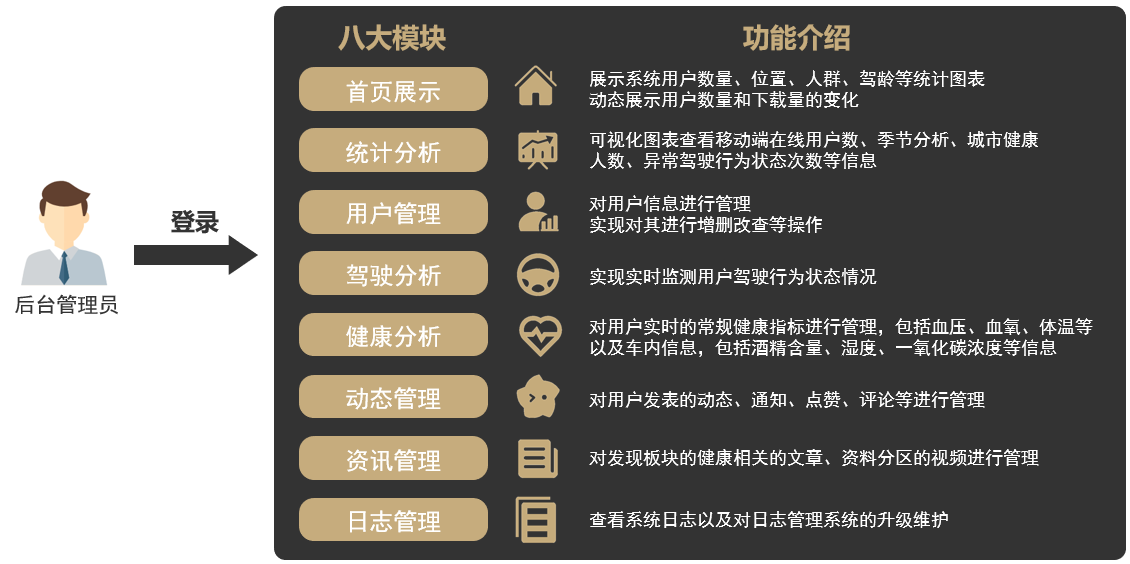 八大模块
功能介绍
首页展示
展示系统用户数量、位置、人群、驾龄等统计图表
动态展示用户数量和下载量的变化
统计分析
可视化图表查看移动端在线用户数、季节分析、城市健康
人数、异常驾驶行为状态次数等信息
用户管理
对用户信息进行管理
实现对其进行增删改查等操作
登录
后台管理员
驾驶分析
实现实时监测用户驾驶行为状态情况
健康分析
对用户实时的常规健康指标进行管理，包括血压、血氧、体温等
以及车内信息，包括酒精含量、湿度、一氧化碳浓度等信息
动态管理
对用户发表的动态、通知、点赞、评论等进行管理
资讯管理
对发现板块的健康相关的文章、资料分区的视频进行管理
日志管理
查看系统日志以及对日志管理系统的升级维护